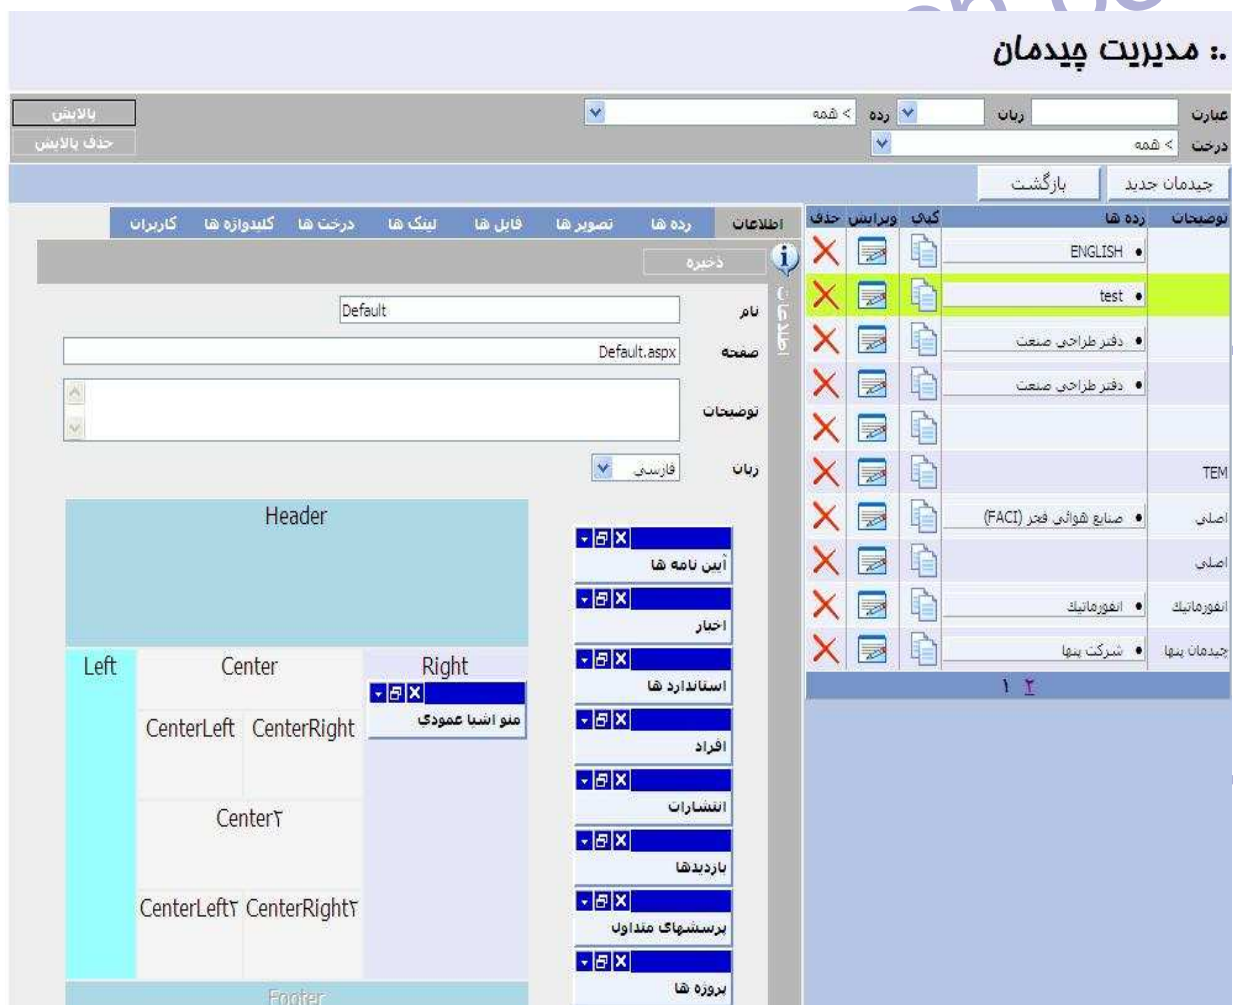 .: مدیریت چیدمان
عبارت زبان رده > همه پالایش
درخت > همه حذف پالایش
چیدمان جدید بازگشت
توضیحات رده ها کپی ویرایش حذف
ENGLISH
test
دفتر طراحی صنعت
دفتر طراحی صنعت
TEM
اصلی صنایع هوائی فجر (FACI)
اصلی
انفورماتیك انفورماتیك
چیدمان پنها شرکت پنها
۱ ۲
اطلاعات رده ها تصویر ها فایل ها لینک ها درخت ها کلیدواژه ها کاربران
ذخیره
اطلاعات
نام Default
صفحه Default.aspx
توضیحات
زبان فارسی
آیین نامه ها
اخبار
استاندارد ها
افراد
انتشارات
بازدیدها
پرسشهای متداول
پروژه ها
Header
Left Center Right
منو اشیا عمودی
CenterLeft CenterRight
Center۲
CenterLeft۲ CenterRight۲
Footer